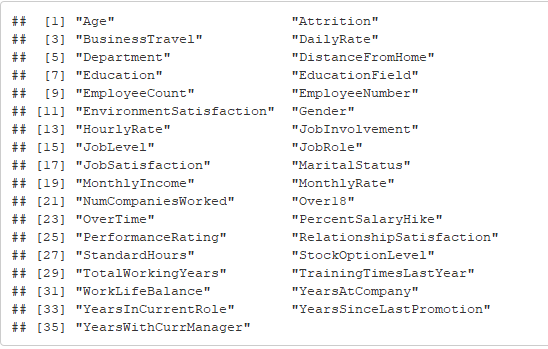 ## [1] "Age" "Attrition"
## [3] "BusinessTravel" "DailyRate"
## [5] "Department" "DistanceFromHome"
## [7] "Education" "EducationField"
## [9] "EmployeeCount" "EmployeeNumber"
## [11] "EnvironmentSatisfaction" "Gender"
## [13] "HourlyRate" "JobInvolvement"
## [15] "JobLevel" "JobRole"
## [17] "JobSatisfaction" "MaritalStatus"
## [19] "MonthlyIncome" "MonthlyRate"
## [21] "NumCompaniesWorked" "Over18"
## [23] "OverTime" "PercentSalaryHike"
## [25] "PerformanceRating" "RelationshipSatisfaction"
## [27] "StandardHours" "StockOptionLevel"
## [29] "TotalWorkingYears" "TrainingTimesLastYear"
## [31] "WorkLifeBalance" "YearsAtCompany"
## [33] "YearsInCurrentRole" "YearsSinceLastPromotion"
## [35] "YearsWithCurrManager"